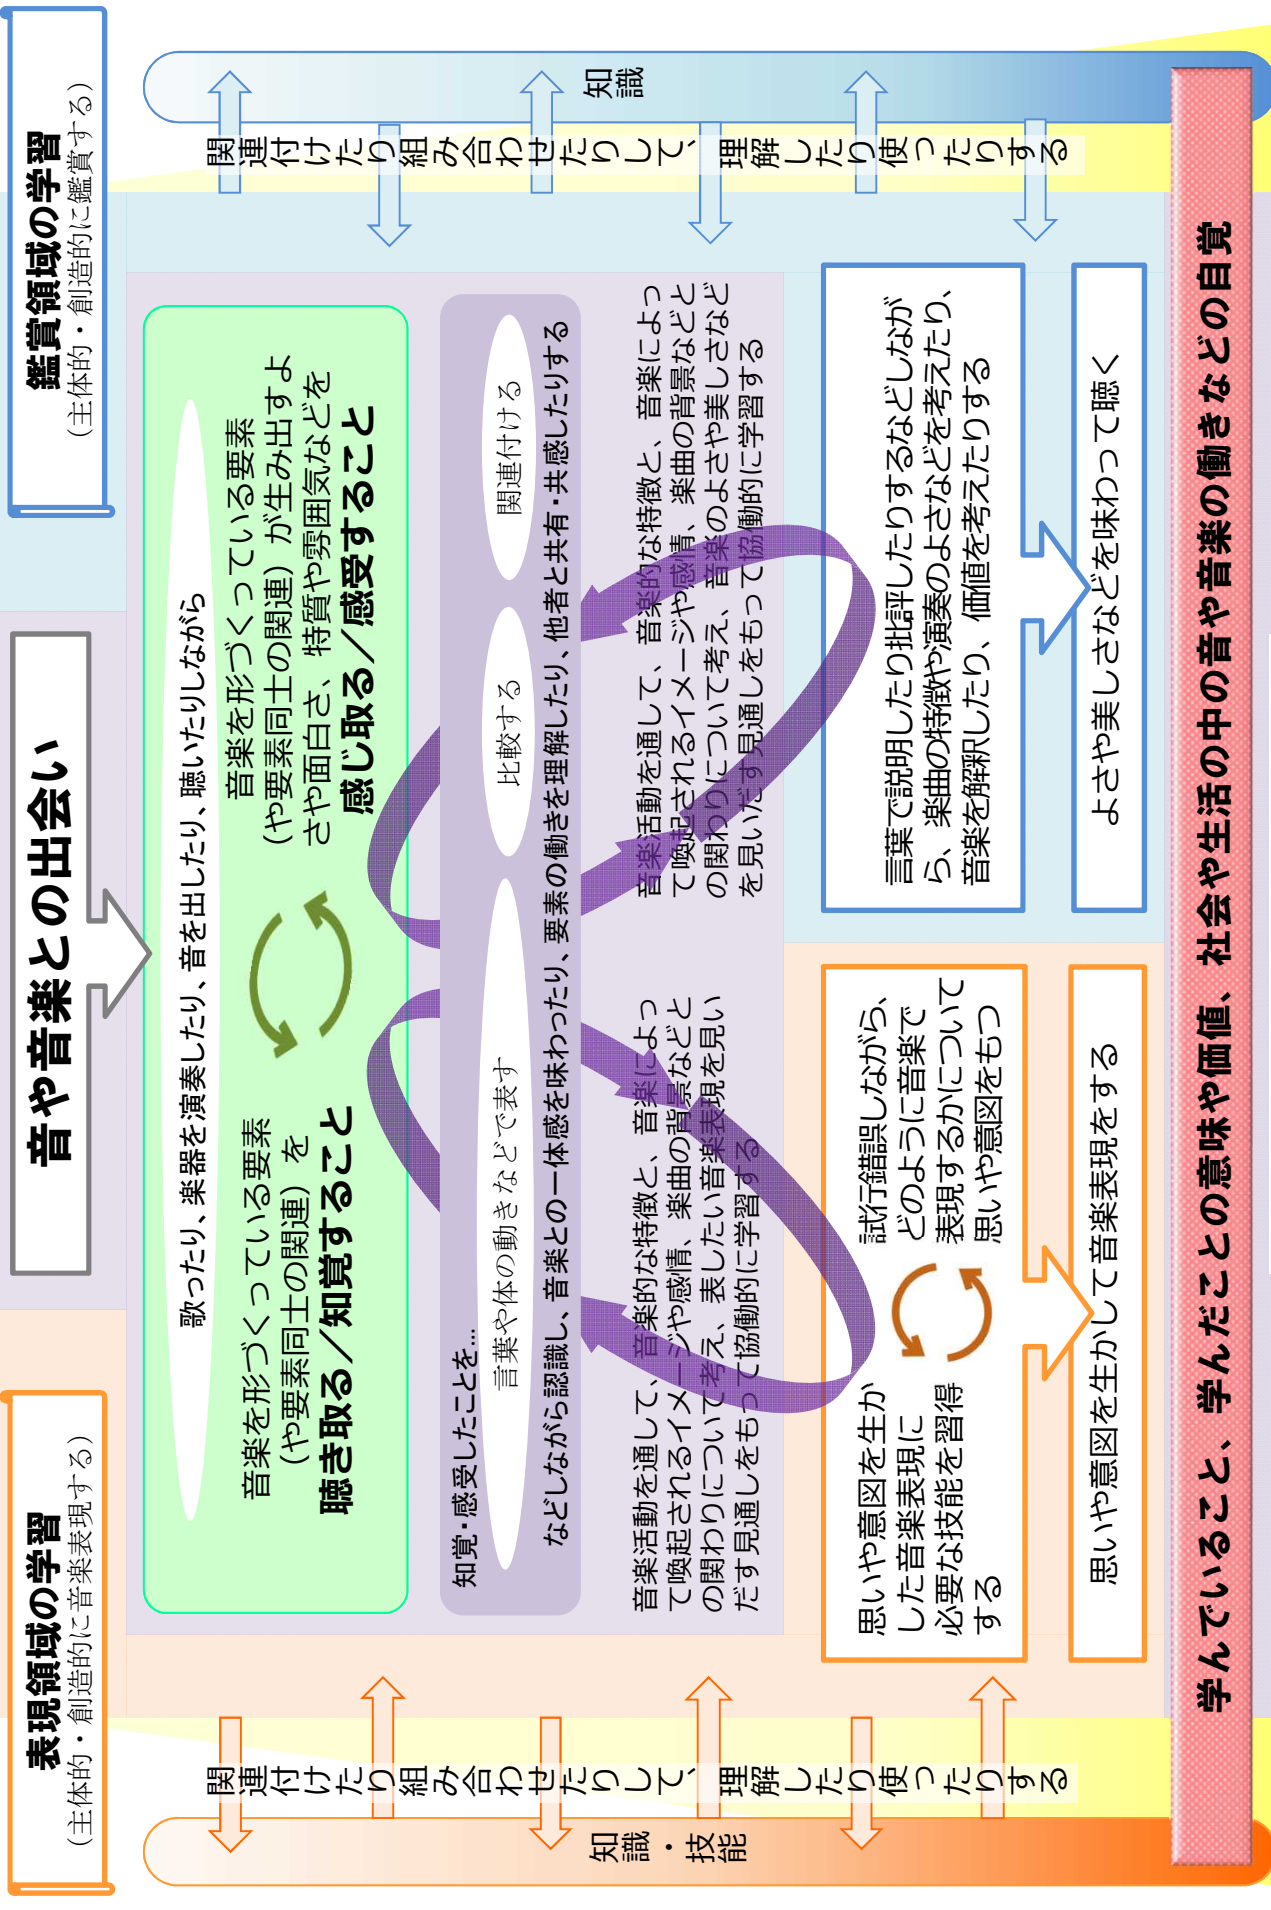 表現領域の学習
（主体的・創造的に音楽表現する）
音や音楽との出会い
鑑賞領域の学習
（主体的・創造的に鑑賞する）
歌ったり、楽器を演奏したり、音を出したり、聴いたりしながら
音楽を形づくっている要素
（や要素同士の関連）を
聴き取る／知覚すること
音楽を形づくっている要素
（や要素同士の関連）が生み出すよ
さや面白さ、特質や雰囲気などを
感じ取る／感受すること
知覚・感受したことを…
言葉や体の動きなどで表す
比較する
関連付ける
などしながら認識し、音楽との一体感を味わったり、要素の働きを理解したり、他者と共有・共感したりする
音楽活動を通して、音楽的な特徴と、音楽によっ
て喚起されるイメージや感情、楽曲の背景などと
の関わりについて考え、表したい音楽表現を見い
だす見通しをもって協働的に学習する
音楽活動を通して、音楽的な特徴と、音楽によっ
て喚起されるイメージや感情、楽曲の背景などと
の関わりについて考え、音楽のよさや美しさなど
を見いだす見通しをもって協働的に学習する
思いや意図を生か
した音楽表現に
必要な技能を習得
する
試行錯誤しながら、
どのように音楽で
表現するかについて
思いや意図をもつ
言葉で説明したり批評したりするなどしなが
ら、楽曲の特徴や演奏のよさなどを考えたり、
音楽を解釈したり、価値を考えたりする
思いや意図を生かして音楽表現をする
よさや美しさなどを味わって聴く
知識・技能
関連付けたり組み合わせたりして、理解したり使ったりする
関連付けたり組み合わせたりして、理解したり使ったりする
知識
学んでいること、学んだことの意味や価値、社会や生活の中の音や音楽の働きなどの自覚